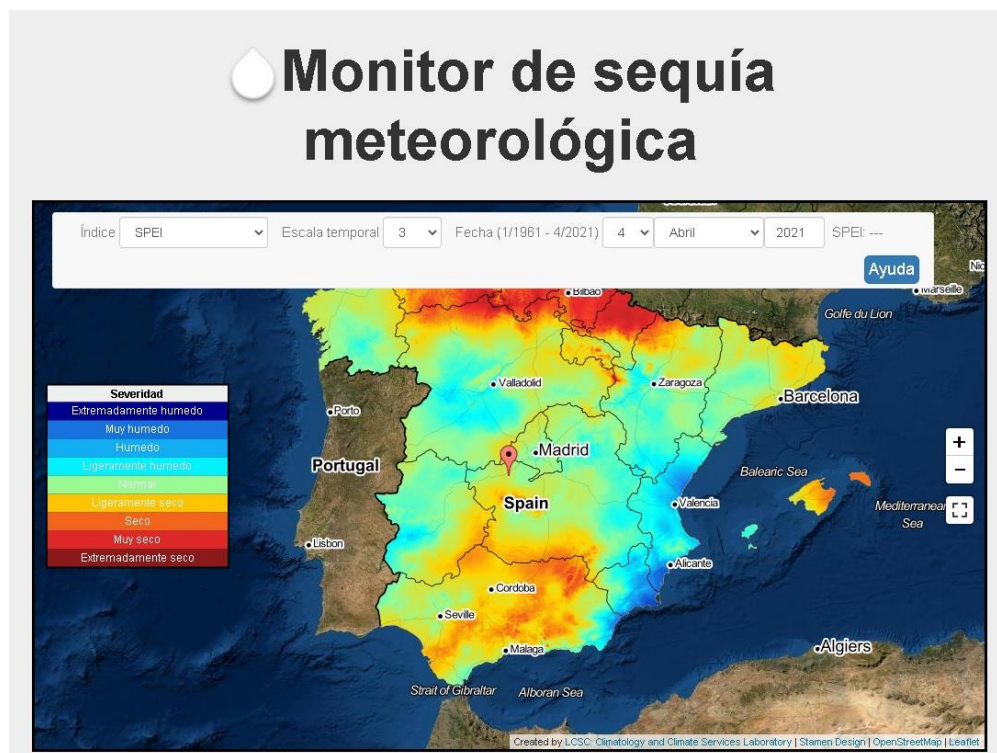 Monitor de sequía
meteorológica
Índice SPEI Escala temporal 3 Fecha (1/1961 - 4/2021) 4 Abril 2021 SPEI: ---
Ayuda
Bilbao
Marseille
Golfe du Lion
Severidad
Extremadamente humedo
Muy humedo
Humedo
Ligeramente humedo
Normal
Ligeramente seco
Seco
Muy seco
Extremadamente seco
Valladolid
Zaragoza
Barcelona
Porto
Madrid
+
Portugal
Balearic Sea
−
Spain
Valencia
Mediterranean
Sea
Lisbon
Alicante
Cordoba
Seville
Malaga
Algiers
Strait of Gibraltar
Alboran Sea
Created by LCSC: Climatology and Climate Services Laboratory | Stamen Design | OpenStreetMap | Leaflet